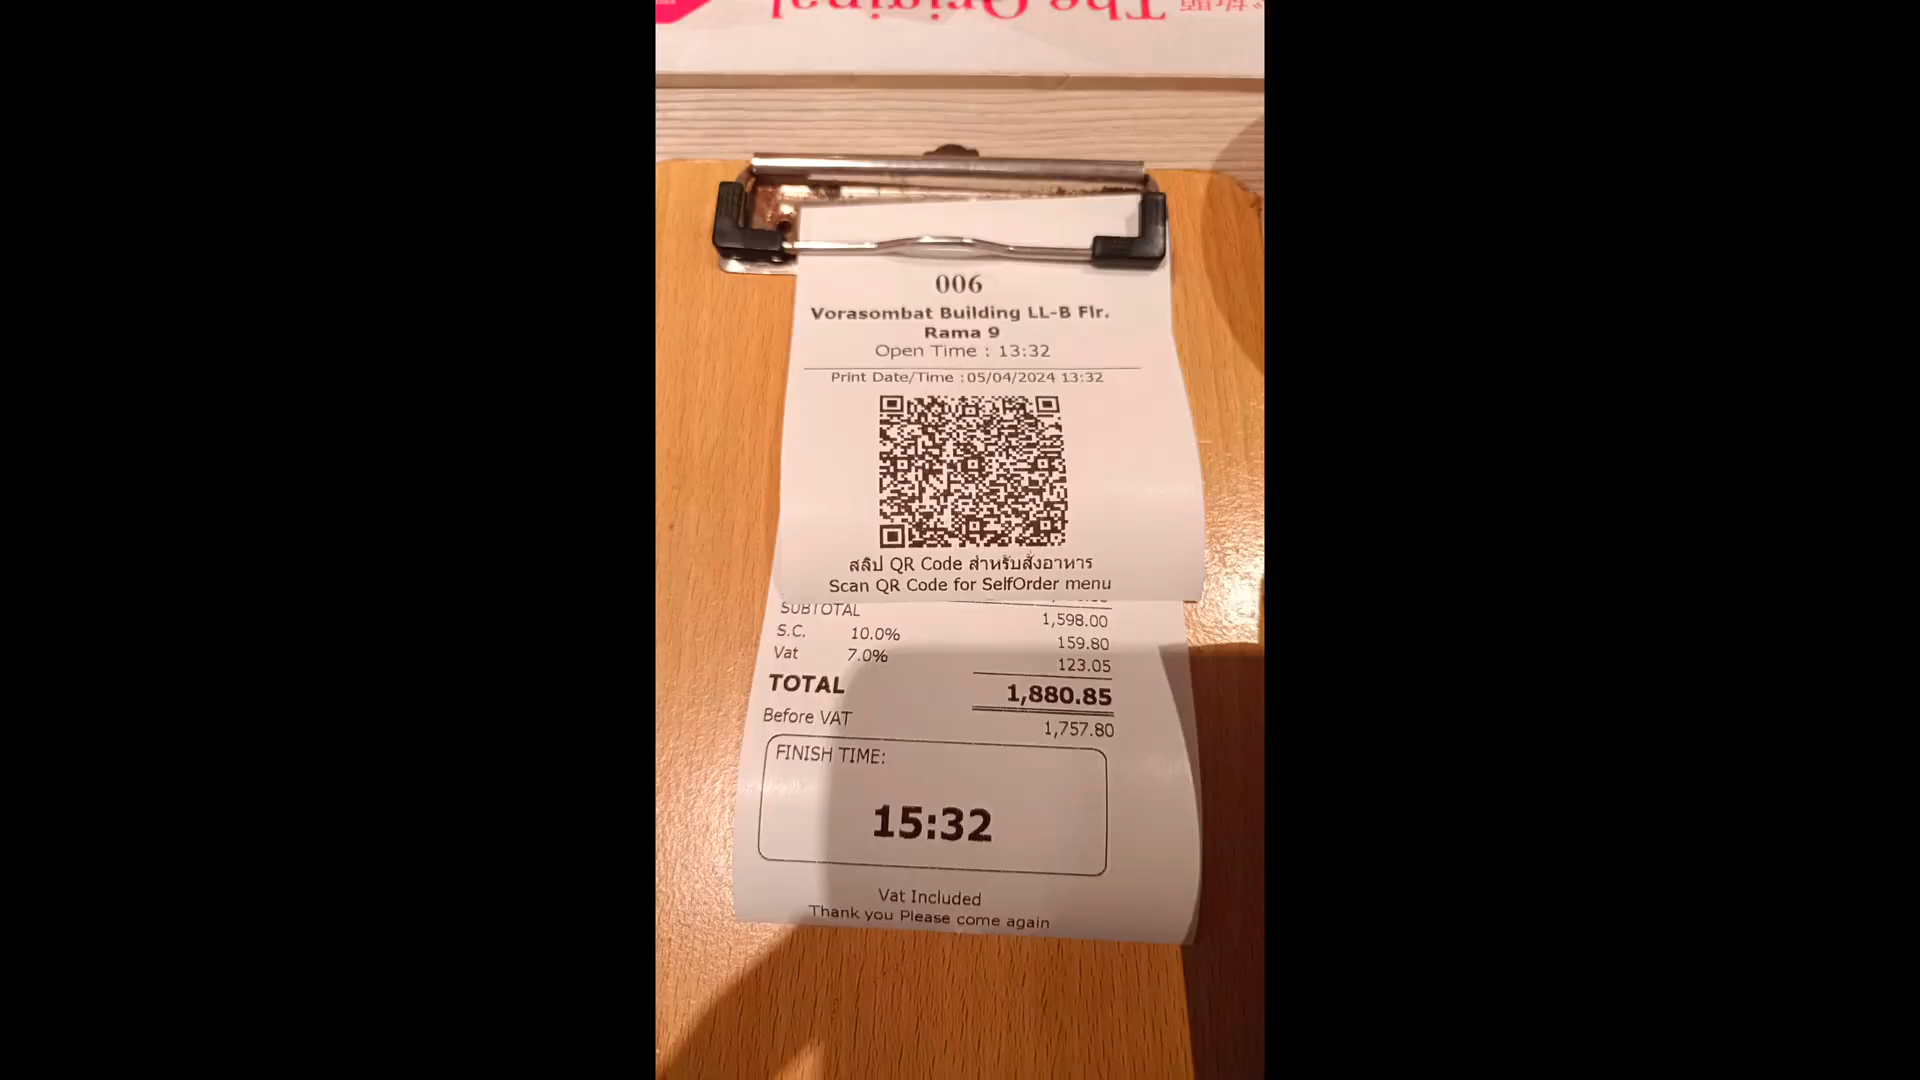 The Original
006
Vorasombat Building LL-B Flr.
Rama 9
Open Time : 13:32
Print Date/Time :05/04/2024 13:32
สลิป QR Code สำหรับสั่งอาหาร
Scan QR Code for SelfOrder menu
SUBTOTAL 1,598.00
S.C. 10.0% 159.80
Vat 7.0% 123.05
TOTAL 1,880.85
Before VAT 1,757.80
FINISH TIME:
15:32
Vat Included
Thank you Please come again